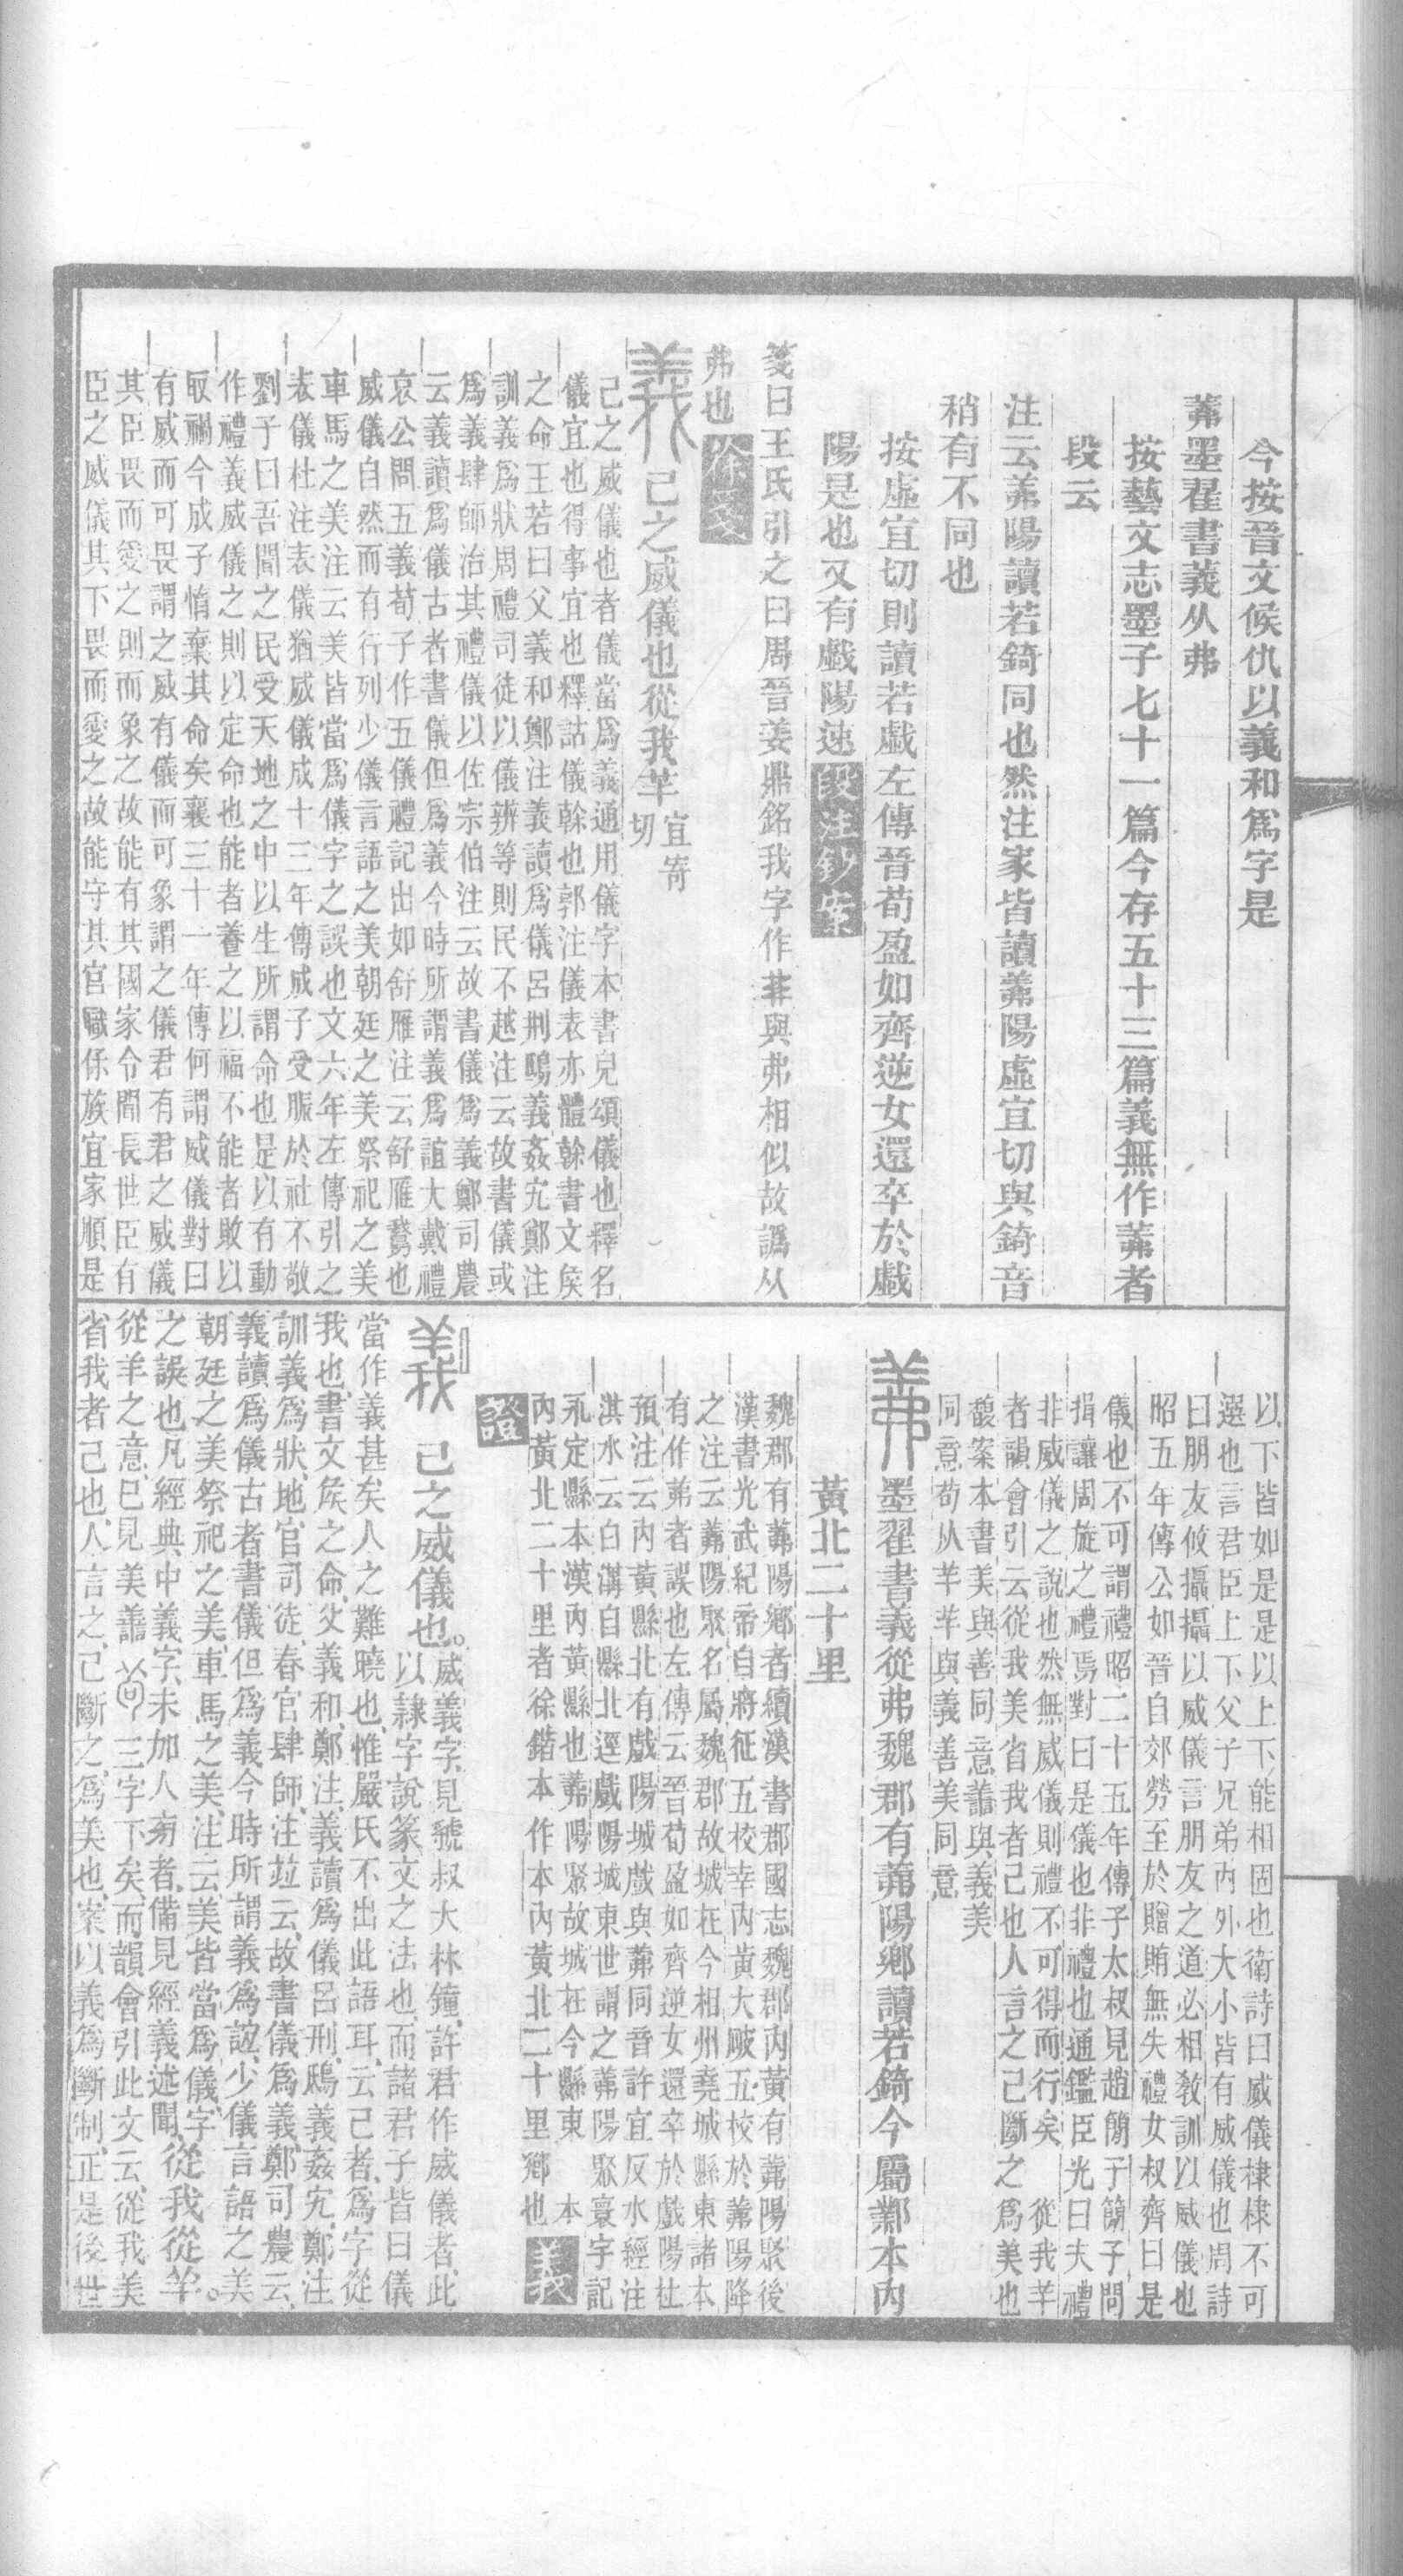 今按晉文候仇以義和爲字是
羛墨翟書義从弗
按藝文志墨子七十一篇今存五十三篇義無作羛者
段云
注云羛陽讀若錡同也然注家皆讀羛陽虛宜切與錡音
稍有不同也
按虛宜切則讀若戲左傳晉荀盈如齊逆女還卒於戲
陽是也又有戲陽速段注鈔案
箋曰王氏引之曰周晉姜鼎銘我字作𢦓與弗相似故譌从
弗也徐箋
義己之威儀也從我𦍌宜寄切
己之威儀也者儀當爲義通用儀字本書皃頌儀也釋名
儀宜也得事宜也釋詁儀榦也郭注儀表亦體榦書文矦
之命王若曰父義和鄭注義讀爲儀呂刑鴟義姦宄鄭注
訓義爲狀周禮司徒以儀辨等則民不越注云故書儀或
爲義肆師治其禮儀以佐宗伯注云故書儀爲義鄭司農
云義讀爲儀古者書儀但爲義今時所謂義爲誼大戴禮
哀公問五義荀子作五儀禮記出如舒雁注云舒雁鵞也
威儀自然而有行列少儀言語之美朝廷之美祭祀之美
車馬之美注云美皆當爲儀字之誤也文六年左傳引之
表儀杜注表儀猶威儀成十三年傳成子受脤於社不敬
劉子曰吾聞之民受天地之中以生所謂命也是以有動
作禮義威儀之則以定命也能者養之以福不能者敗以
取禍今成子惰棄其命矣襄三十一年傳何謂威儀對曰
有威而可畏謂之威有儀而可象謂之儀君有君之威儀
其臣畏而愛之則而象之故能有其國家令聞長世臣有
臣之威儀其下畏而愛之故能守其官職保族宜家順是
以下皆如是是以上下能相固也衛詩曰威儀棣棣不可
選也言君臣上下父子兄弟內外大小皆有威儀也周詩
曰朋友攸攝攝以威儀言朋友之道必相敎訓以威儀也
昭五年傳公如晉自郊勞至於贈賄無失禮女叔齊曰是
儀也不可謂禮昭二十五年傳子太叔見趙簡子簡子問
揖讓周旋之禮焉對曰是儀也非禮也通鑑臣光曰夫禮
非威儀之說也然無威儀則禮不可得而行矣 從我羊
者韻會引云從我美省我者己也人言之己斷之爲美也
馥案本書美與善同意譱與義美
同意茍从𦍌𦍌與義善美同意
羛墨翟書義從弗魏郡有羛陽鄉讀若錡今屬鄴本內
黃北二十里
魏郡有羛陽鄉者續漢書郡國志魏郡內黃有羛陽聚後
漢書光武紀帝自將征五校幸內黃大敗五校於羛陽降
之注云羛陽聚名屬魏郡故城在今相州堯城縣東諸本
有作弟者誤也左傳云晉荀盈如齊逆女還卒於戲陽杜
預注云內黃縣北有戲陽城戲與羛同音許宜反水經注
淇水云白溝自縣北逕戲陽城東世謂之羛陽聚寰宇記
永定縣本漢內黃縣也羛陽聚故城在今縣東 本
內黃北二十里者徐鍇本作本內黃北二十里鄉也義
證
義 己之威儀也。威義字、見虢叔大林鐘、許君作威儀者、此
以隷字說篆文之法也、而諸君子皆曰儀
當作義甚矣人之難曉也、惟嚴氏不出此語耳、云己者、爲字從
我也、書文矦之命、父義和、鄭注、義讀爲儀呂刑、鴟義姦宄、鄭注
訓義爲狀、地官司徒、春官肆師、注竝云、故書儀爲義、鄭司農云、
義讀爲儀古者書儀但爲義、今時所謂義爲誼、少儀言語之美
朝廷之美祭祀之美、車馬之美、注云、美皆當爲儀、字
之誤也凡經典中義字、未加人旁者、備見經義述聞、從我從羊。
從羊之意、已見美譱三字下矣、而韻會引此文云、從我美
省我者己也、人言之、己斷之、爲美也、案以義爲斷制、正是後世